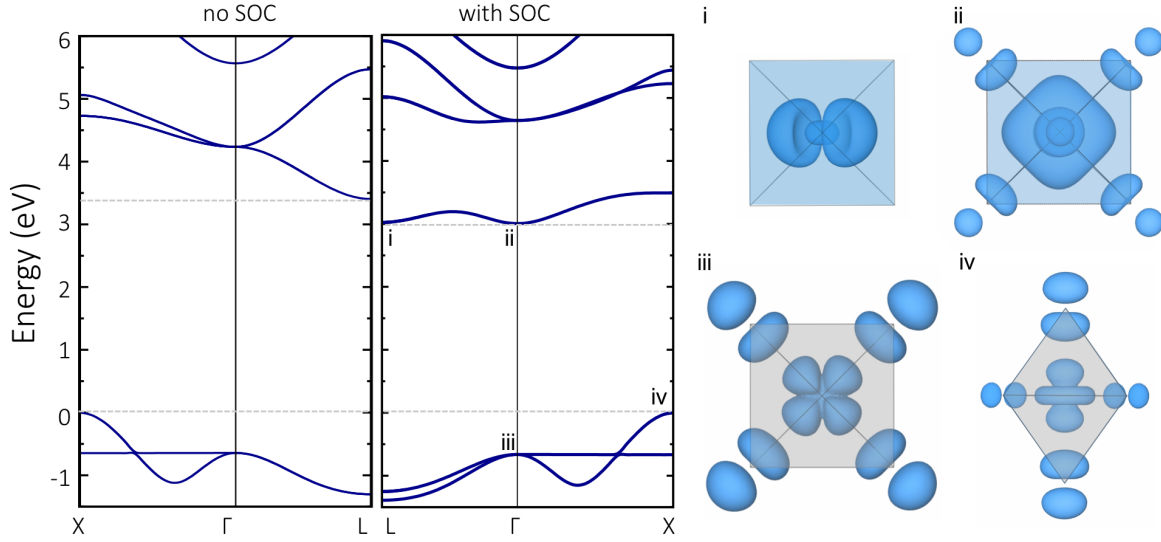 no SOC
with SOC
Energy (eV)
6
5
4
3
2
1
0
-1
X
Γ
L
L
Γ
X
i
ii
iii
iv
i
ii
iii
iv